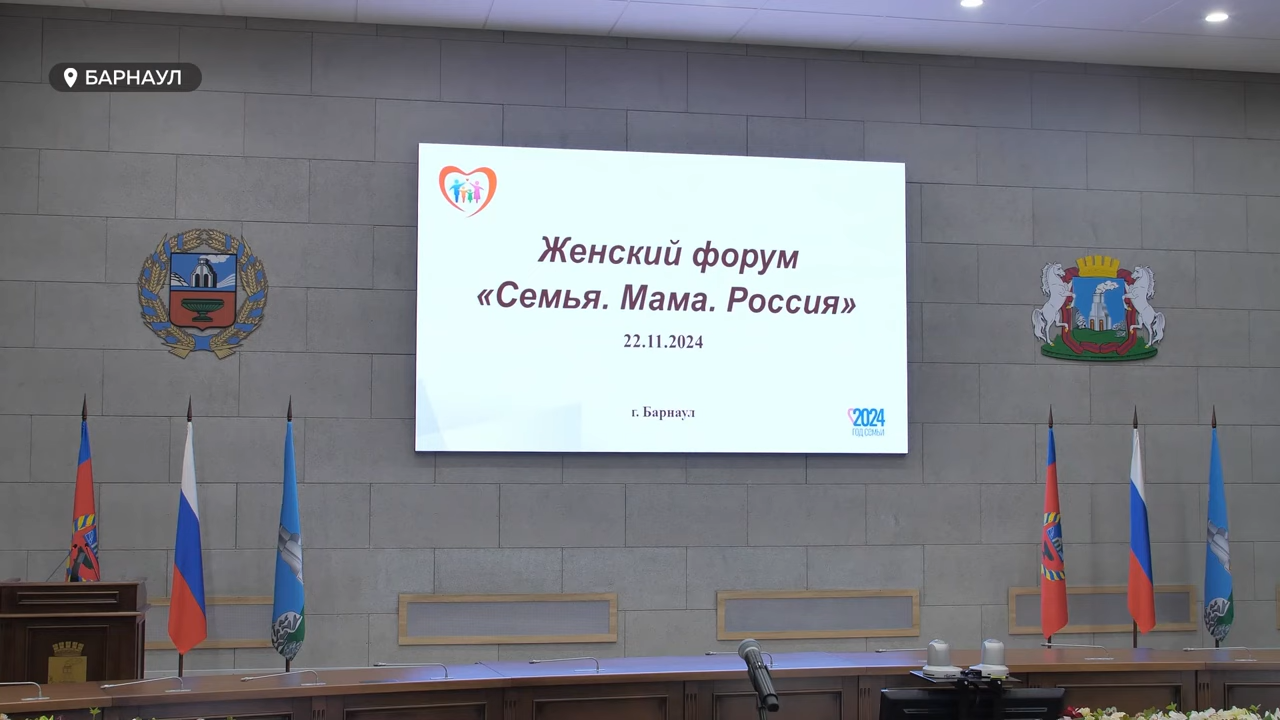 БАРНАУЛ
Женский форум
«Семья. Мама. Россия»
22.11.2024
г. Барнаул
2024
ГОД СЕМЬИ